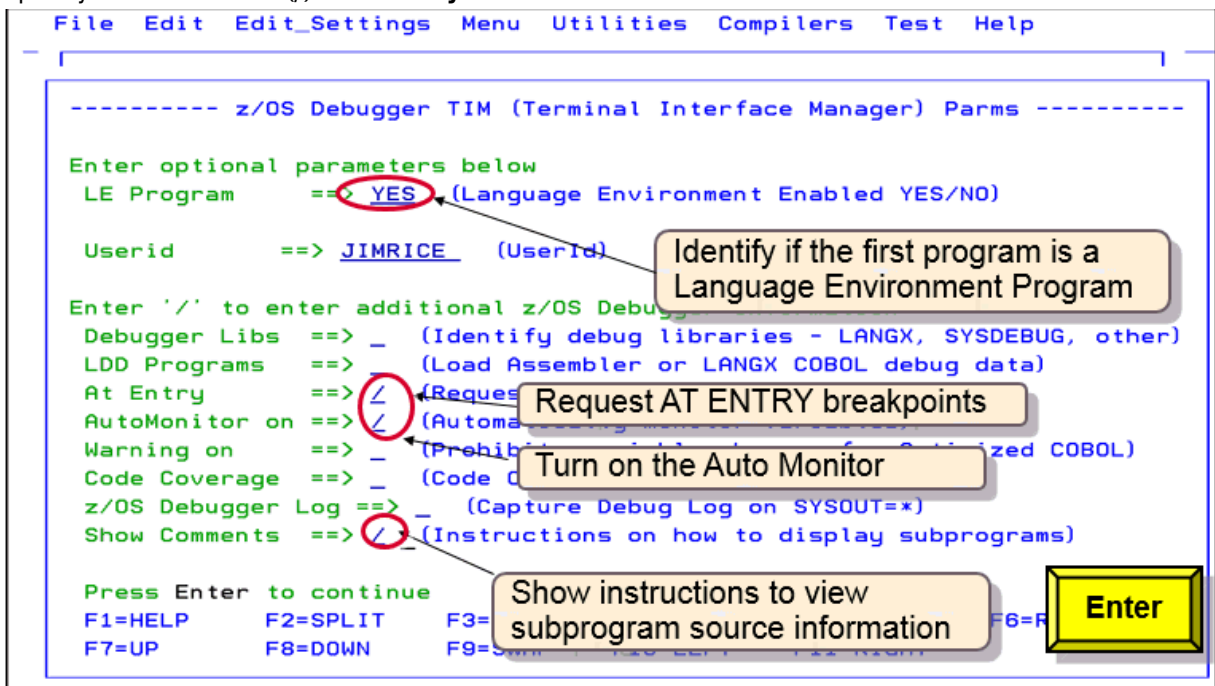 File Edit Edit_Settings Menu Utilities Compilers Test Help
---------- z/OS Debugger TIM (Terminal Interface Manager) Parms ----------
Enter optional parameters below
LE Program ==> YES (Language Environment Enabled YES/NO)
Userid ==> JIMRICE_ (UserId)
Identify if the first program is a
Language Environment Program
Enter '/' to enter additional z/OS
Debugger Libs ==> _ (Identify debug libraries - LANGX, SYSDEBUG, other)
LDD Programs ==> _ (Load Assembler or LANGX COBOL debug data)
At Entry ==> /
Request AT ENTRY breakpoints
AutoMonitor on ==> /
Warning on ==> _ COBOL)
Turn on the Auto Monitor
Code Coverage ==> _ (Code
z/OS Debugger Log ==> _ (Capture Debug Log on SYSOUT=*)
Show Comments ==> / _(Instructions on how to display subprograms)
Show instructions to view
subprogram source information
Press Enter to continue
Enter
F1=HELP F2=SPLIT F3=
F7=UP F8=DOWN